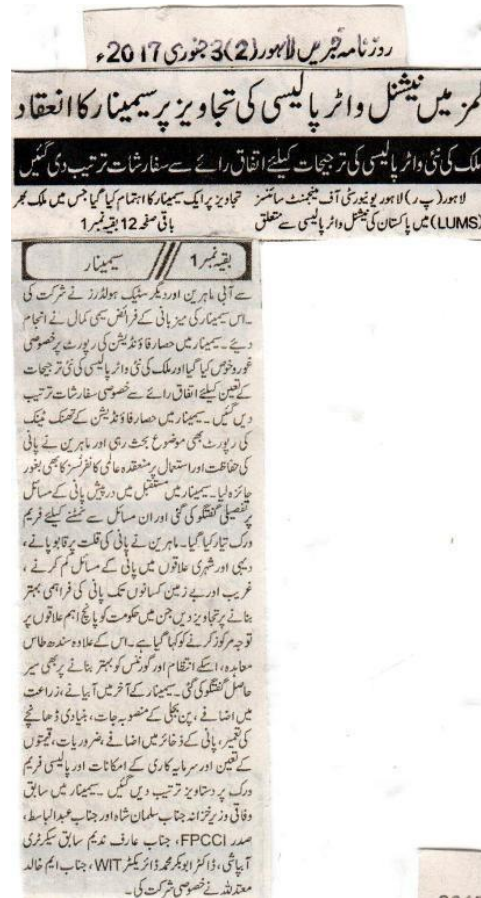 روزنامہ خبریں لاہور (2) 3 جنوری 2017ء
لمز میں نیشنل واٹر پالیسی کی تجاویز پر سیمینار کا انعقاد
ملک کی نئی واٹر پالیسی کی ترجیحات کیلئے اتفاق رائے سے سفارشات ترتیب دی گئیں
لاہور (پ ر) لاہور یونیورسٹی آف مینجمنٹ سائنسز
(LUMS) میں پاکستان کی نیشنل واٹر پالیسی سے متعلق
تجاویز پر ایک سیمینار کا اہتمام کیا گیا جس میں ملک بھر
باقی صفحہ 12 بقیہ نمبر 1
بقیہ نمبر 1 /// سیمینار
سے آبی ماہرین اور دیگر سٹیک ہولڈرز نے شرکت کی
۔ اس سیمینار کی میزبانی کے فرائض سیمی کمال نے انجام
دیے۔ سیمینار میں حصار فاؤنڈیشن کی رپورٹ پر خصوصی
غور و خوض کیا گیا اور ملک کی نئی واٹر پالیسی کی نئی ترجیحات
کے تعین کیلئے اتفاق رائے سے خصوصی سفارشات ترتیب
دیں گئیں۔ سیمینار میں حصار فاؤنڈیشن کے تھنک ٹینک
کی رپورٹ بھی موضوع بحث رہی اور ماہرین نے پانی
کی حفاظت اور استعمال پر منعقدہ عالمی کانفرنسز کا بھی بغور
جائزہ لیا۔ سیمینار میں مستقبل میں درپیش پانی کے مسائل
پر تفصیلی گفتگو کی گئی اور ان مسائل سے نمٹنے کیلئے فریم
ورک تیار کیا گیا۔ ماہرین نے پانی کی قلت پر قابو پانے،
دیہی اور شہری علاقوں میں پانی کے مسائل کم کرنے ،
غریب اور بے زمین کسانوں تک پانی کی فراہمی بہتر
بنانے پر تجاویز دیں جن میں حکومت کو پانچ اہم علاقوں پر
توجہ مرکوز کرنے کو کہا گیا ہے۔ اس کے علاوہ سندھ طاس
معاہدہ، اسکے انتظام اور گورننس کو بہتر بنانے پر بھی سیر
حاصل گفتگو کی گئی۔ سیمینار کے آخر میں آبیانے، زراعت
میں اضافے، پن بجلی کے منصوبہ جات، بنیادی ڈھانچے
کی تعمیر، پانی کے ذخائر میں اضافے، ضروریات، قیمتوں
کے تعین اور سرمایہ کاری کے امکانات اور پالیسی فریم
ورک پر دستاویز ترتیب دیں گئیں۔ سیمینار میں سابق
وفاقی وزیر خزانہ جناب سلمان شاہ اور جناب عبدالباسط،
صدر FPCCI، جناب عارف ندیم سابق سیکرٹری
آبپاشی، ڈاکٹر ابوبکر محمد ڈائریکٹر WIT، جناب ایم خالد
معتدللہ نے خصوصی شرکت کی۔